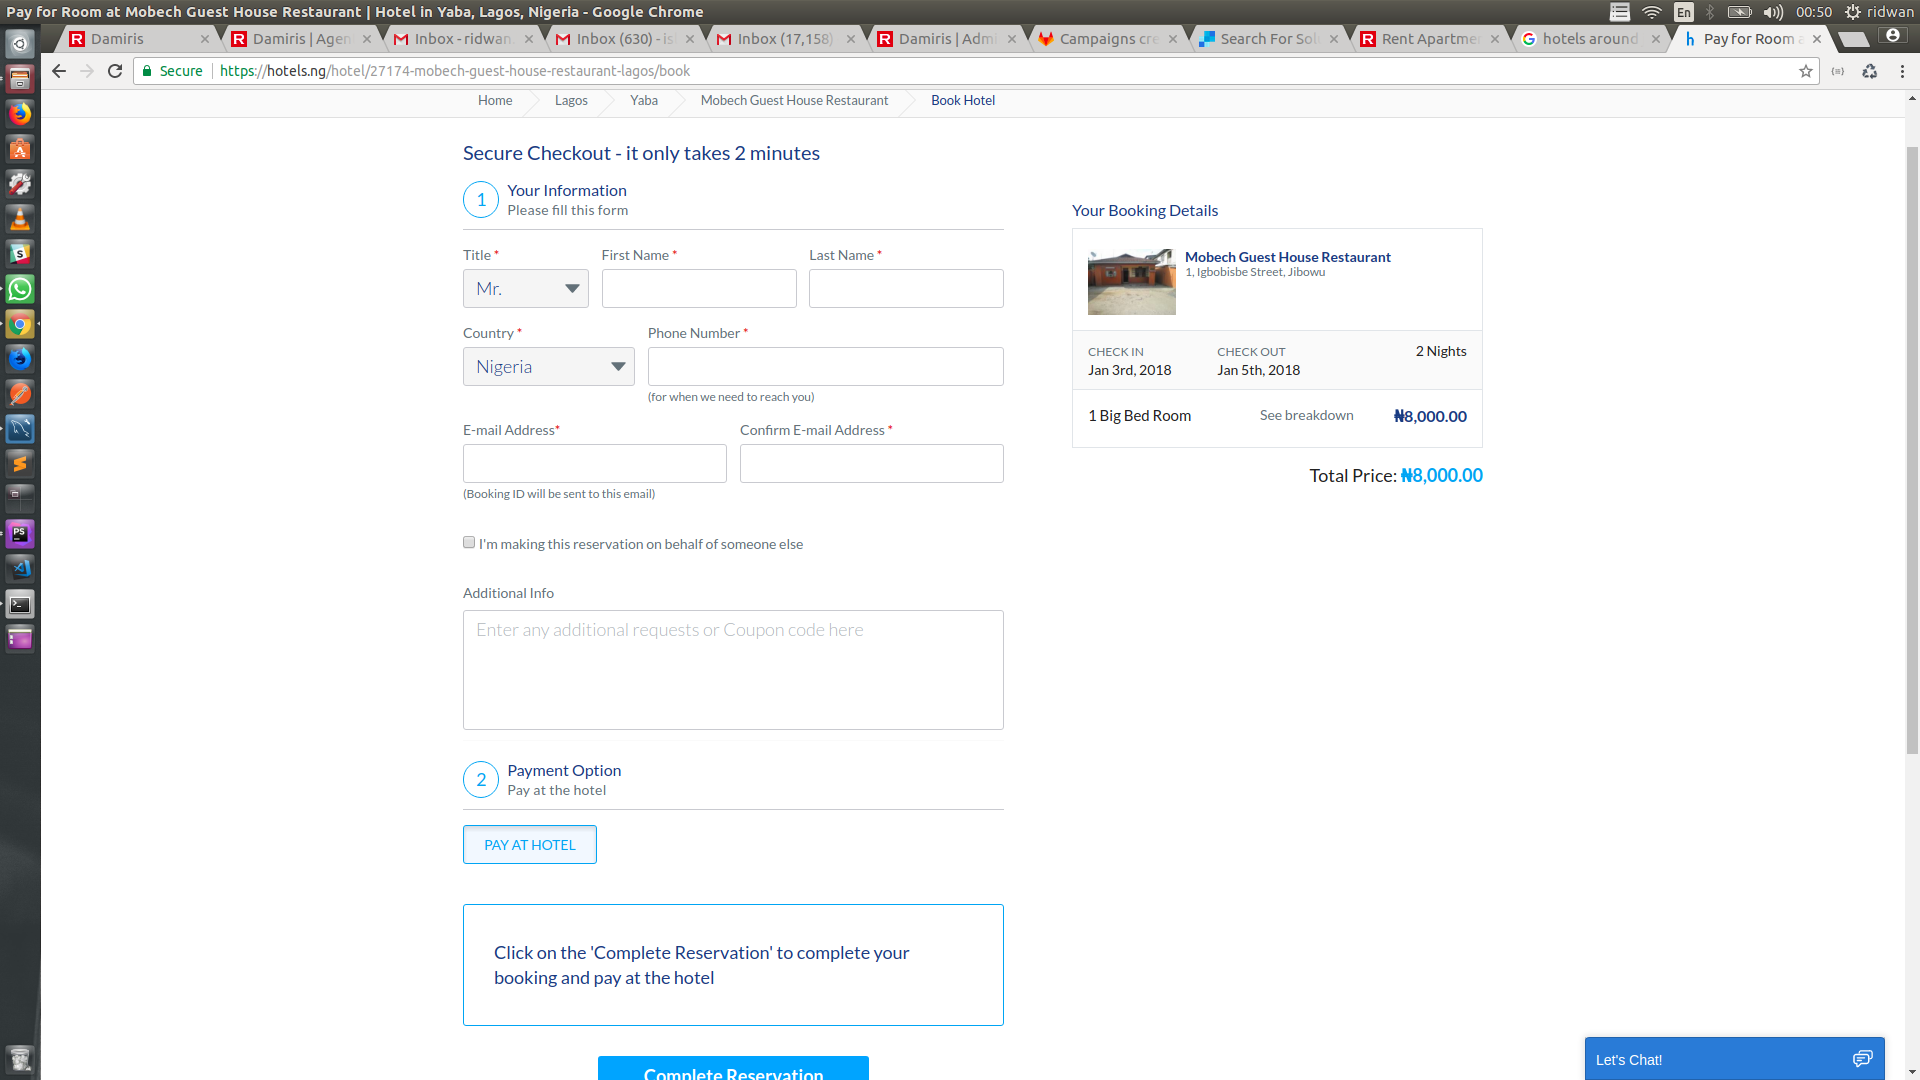 Pay for Room at Mobech Guest House Restaurant | Hotel in Yaba, Lagos, Nigeria - Google Chrome
En
00:50
ridwan
Damiris
Damiris | Agen
Inbox - ridwan.
Inbox (630) - is
Inbox (17,158)
Damiris | Admi
Campaigns cre
Search For Sol
Rent Apartme
hotels around
Pay for Room a
Secure
https://hotels.ng/hotel/27174-mobech-guest-house-restaurant-lagos/book
Home
Lagos
Yaba
Mobech Guest House Restaurant
Book Hotel
Secure Checkout - it only takes 2 minutes
1
Your Information
Please fill this form
Title *
First Name *
Last Name *
Mr.
Country *
Phone Number *
Nigeria
(for when we need to reach you)
E-mail Address*
Confirm E-mail Address *
(Booking ID will be sent to this email)
I'm making this reservation on behalf of someone else
Additional Info
Enter any additional requests or Coupon code here
2
Payment Option
Pay at the hotel
PAY AT HOTEL
Click on the 'Complete Reservation' to complete your
booking and pay at the hotel
Complete Reservation
Your Booking Details
Mobech Guest House Restaurant
1, Igbobisbe Street, Jibowu
CHECK IN
CHECK OUT
2 Nights
Jan 3rd, 2018
Jan 5th, 2018
1 Big Bed Room
See breakdown
₦8,000.00
Total Price: ₦8,000.00
Let's Chat!